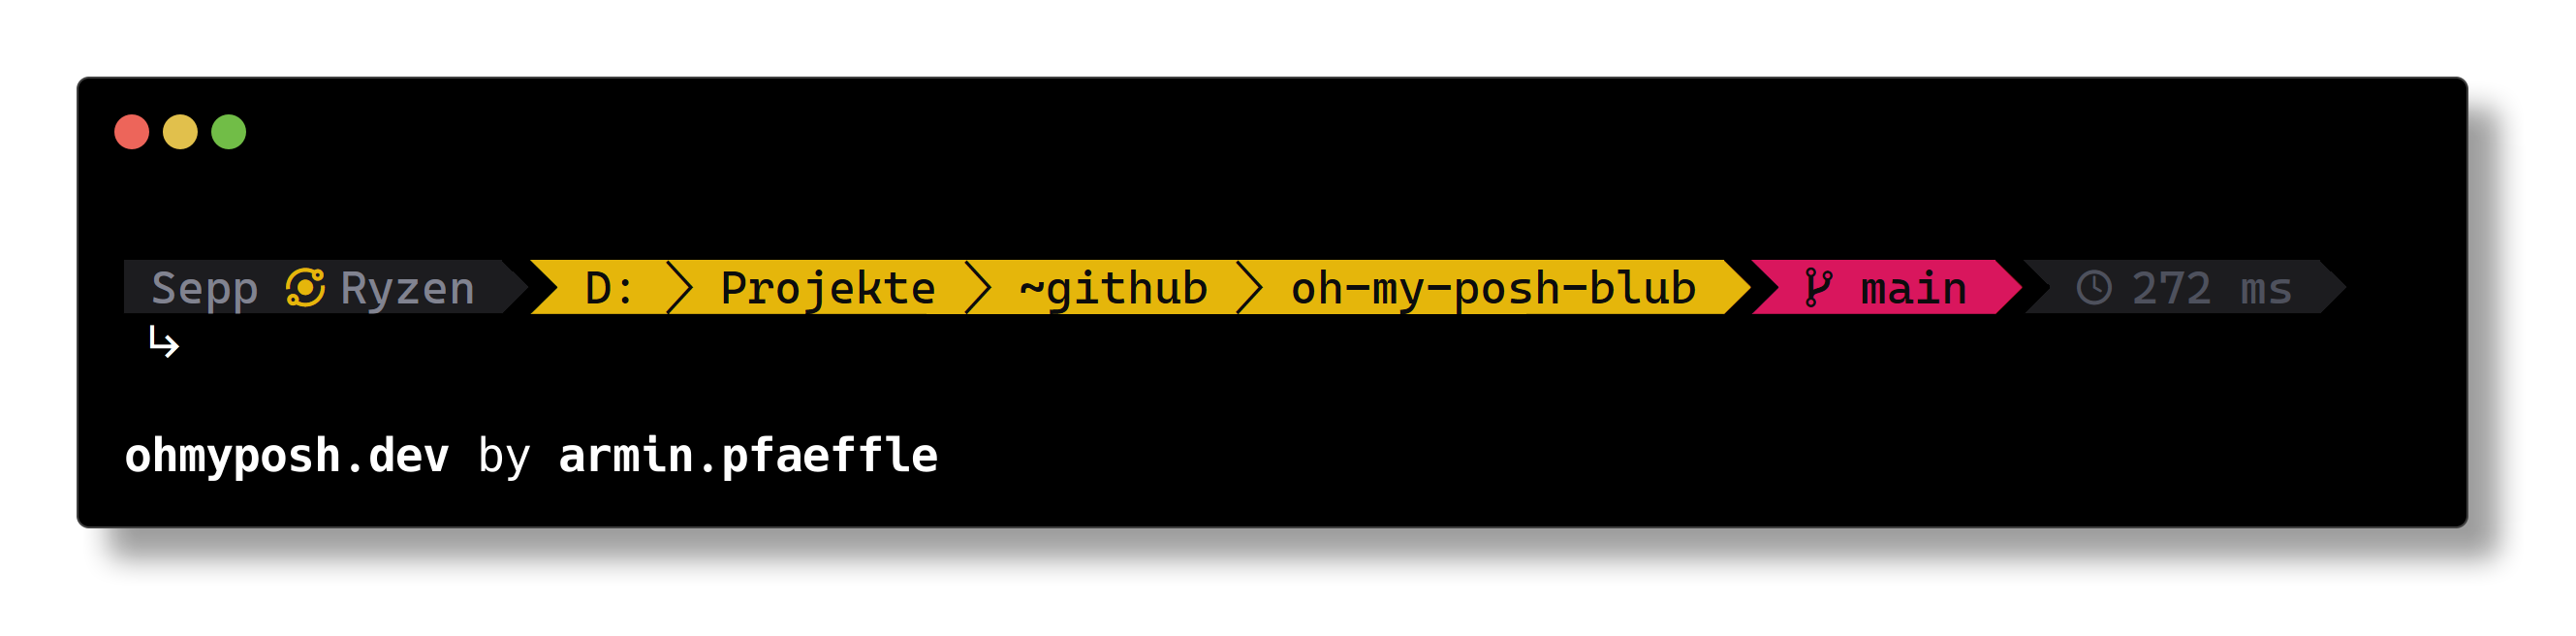 Sepp Ryzen D: Projekte ~github oh-my-posh-blub main 272 ms
ohmyposh.dev by armin.pfaeffle